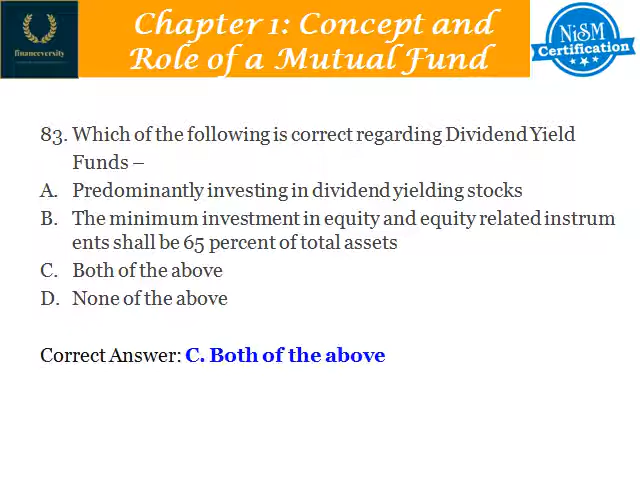 financeversity
Chapter 1: Concept and
Role of a Mutual Fund
NiSM
Certification
83. Which of the following is correct regarding Dividend Yield
Funds –
A. Predominantly investing in dividend yielding stocks
B. The minimum investment in equity and equity related instrum
ents shall be 65 percent of total assets
C. Both of the above
D. None of the above
Correct Answer: C. Both of the above